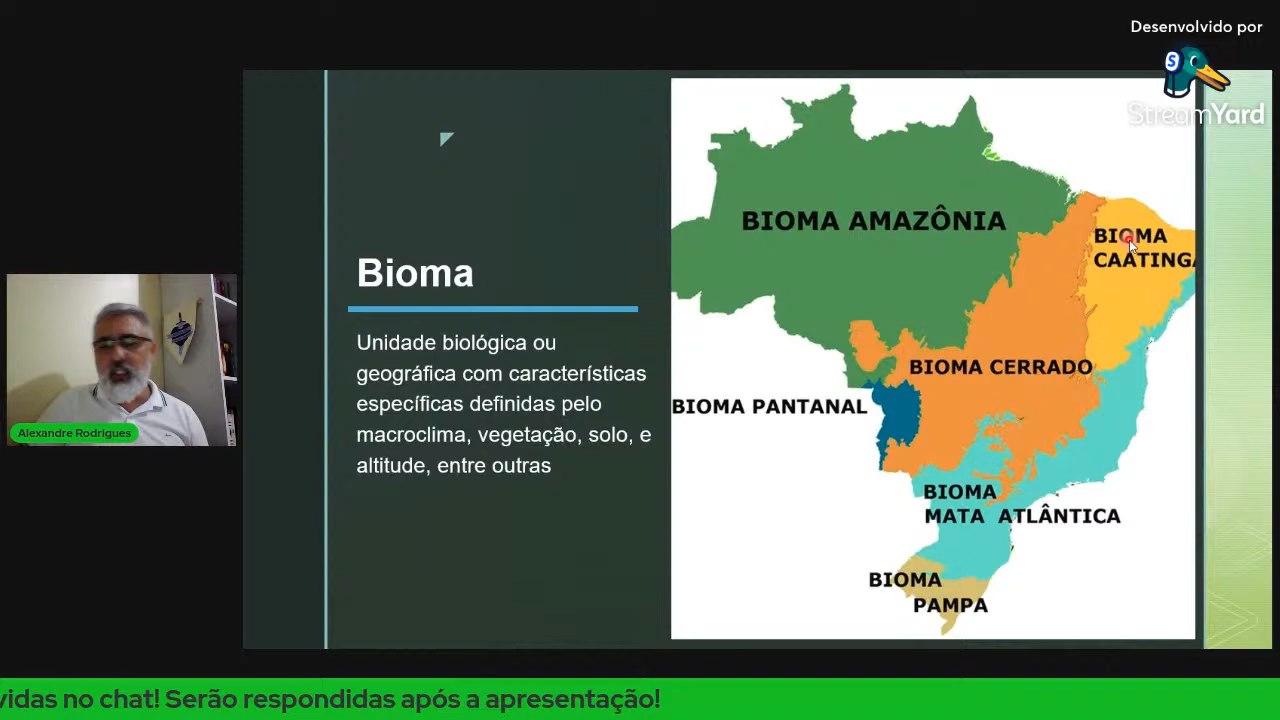 Desenvolvido por
StreamYard
Bioma
Unidade biológica ou
geográfica com características
específicas definidas pelo
macroclima, vegetação, solo, e
altitude, entre outras
BIOMA AMAZÔNIA
BIOMA
CAATINGA
BIOMA CERRADO
BIOMA PANTANAL
BIOMA
MATA ATLÂNTICA
BIOMA
PAMPA
Alexandre Rodrigues
vidas no chat! Serão respondidas após a apresentação!